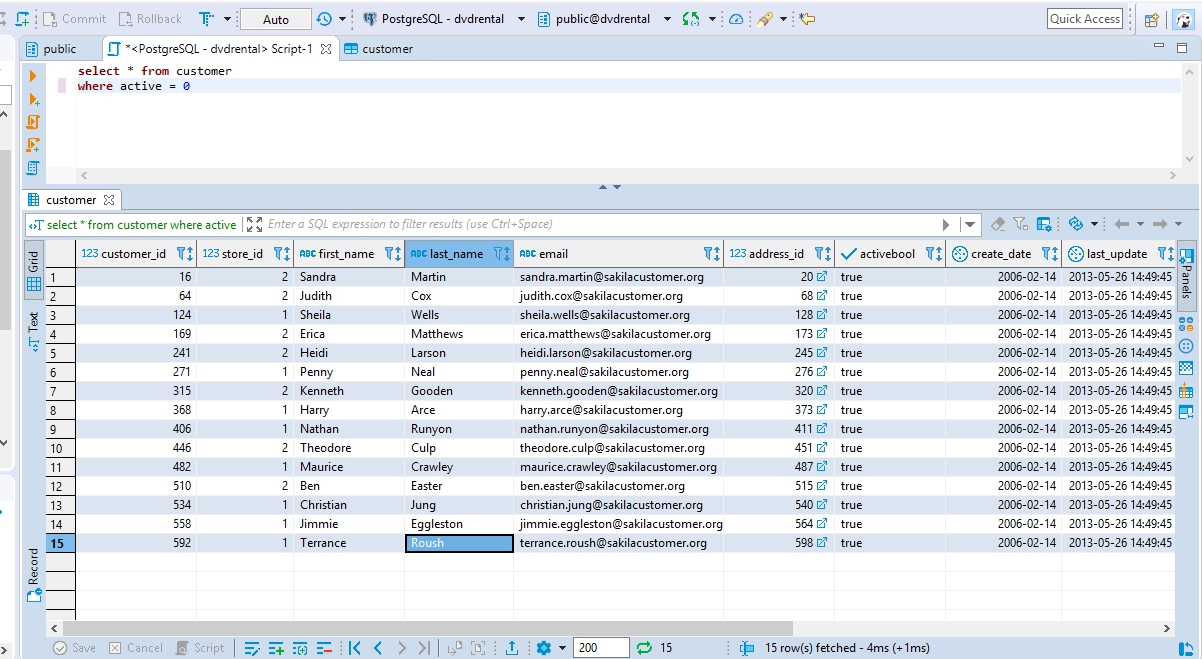 Commit Rollback Auto PostgreSQL - dvdrental public@dvdrental Quick Access
public *<PostgreSQL - dvdrental> Script-1 customer
select * from customer
where active = 0
customer
select * from customer where active Enter a SQL expression to filter results (use Ctrl+Space)
Grid
Text
Record
Panels
123 customer_id 123 store_id ABC first_name ABC last_name ABC email 123 address_id activebool create_date last_update
1 16 2 Sandra Martin sandra.martin@sakilacustomer.org 20 true 2006-02-14 2013-05-26 14:49:45
2 64 2 Judith Cox judith.cox@sakilacustomer.org 68 true 2006-02-14 2013-05-26 14:49:45
3 124 1 Sheila Wells sheila.wells@sakilacustomer.org 128 true 2006-02-14 2013-05-26 14:49:45
4 169 2 Erica Matthews erica.matthews@sakilacustomer.org 173 true 2006-02-14 2013-05-26 14:49:45
5 241 2 Heidi Larson heidi.larson@sakilacustomer.org 245 true 2006-02-14 2013-05-26 14:49:45
6 271 1 Penny Neal penny.neal@sakilacustomer.org 276 true 2006-02-14 2013-05-26 14:49:45
7 315 2 Kenneth Gooden kenneth.gooden@sakilacustomer.org 320 true 2006-02-14 2013-05-26 14:49:45
8 368 1 Harry Arce harry.arce@sakilacustomer.org 373 true 2006-02-14 2013-05-26 14:49:45
9 406 1 Nathan Runyon nathan.runyon@sakilacustomer.org 411 true 2006-02-14 2013-05-26 14:49:45
10 446 2 Theodore Culp theodore.culp@sakilacustomer.org 451 true 2006-02-14 2013-05-26 14:49:45
11 482 1 Maurice Crawley maurice.crawley@sakilacustomer.org 487 true 2006-02-14 2013-05-26 14:49:45
12 510 2 Ben Easter ben.easter@sakilacustomer.org 515 true 2006-02-14 2013-05-26 14:49:45
13 534 1 Christian Jung christian.jung@sakilacustomer.org 540 true 2006-02-14 2013-05-26 14:49:45
14 558 1 Jimmie Eggleston jimmie.eggleston@sakilacustomer.org 564 true 2006-02-14 2013-05-26 14:49:45
15 592 1 Terrance Roush terrance.roush@sakilacustomer.org 598 true 2006-02-14 2013-05-26 14:49:45
Save Cancel Script 200 15 15 row(s) fetched - 4ms (+1ms)